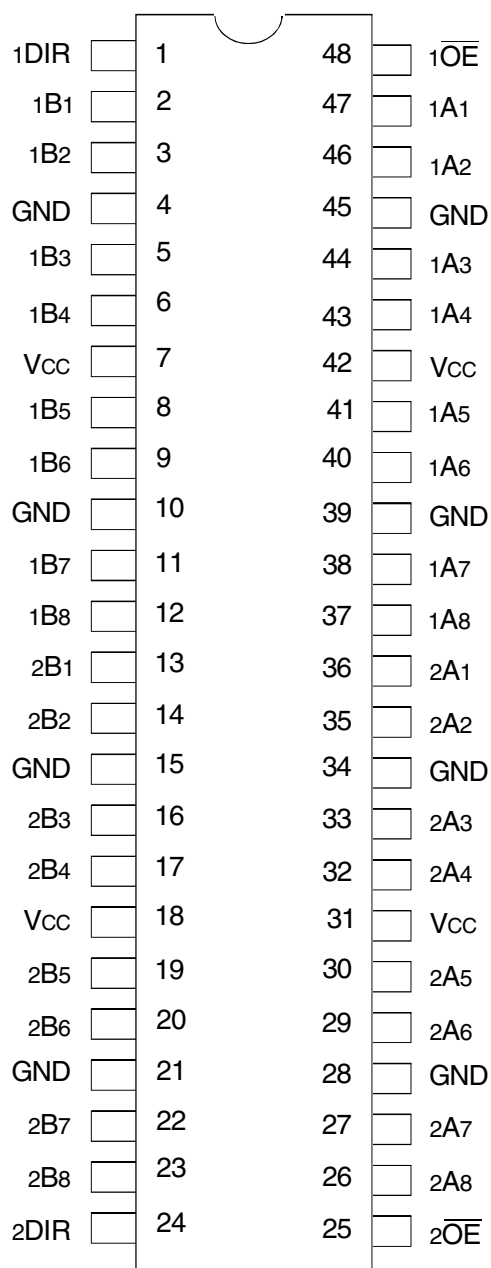 1DIR 1 48 1O̅E̅
1B1 2 47 1A1
1B2 3 46 1A2
GND 4 45 GND
1B3 5 44 1A3
1B4 6 43 1A4
VCC 7 42 VCC
1B5 8 41 1A5
1B6 9 40 1A6
GND 10 39 GND
1B7 11 38 1A7
1B8 12 37 1A8
2B1 13 36 2A1
2B2 14 35 2A2
GND 15 34 GND
2B3 16 33 2A3
2B4 17 32 2A4
VCC 18 31 VCC
2B5 19 30 2A5
2B6 20 29 2A6
GND 21 28 GND
2B7 22 27 2A7
2B8 23 26 2A8
2DIR 24 25 2O̅E̅